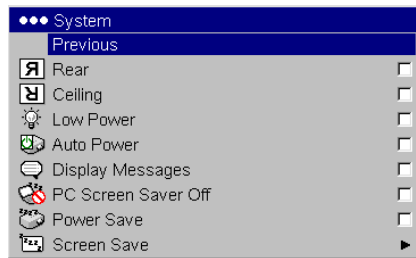 System
Previous
Rear
Ceiling
Low Power
Auto Power
Display Messages
PC Screen Saver Off
Power Save
Screen Save